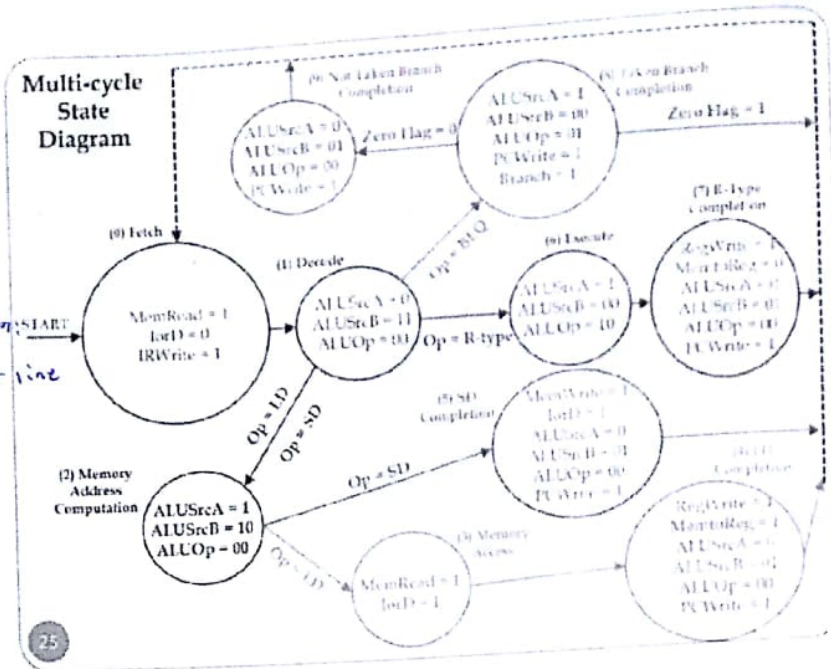 Multi-cycle
State
Diagram
(9) Not Taken Branch
Completion
ALUSrcA = 0
ALUSrcB = 01
ALUOp = 00
PCWrite = 1
Zero Flag = 0
(8) Taken Branch
Completion
ALUSrcA = 1
ALUSrcB = 00
ALUOp = 01
PCWrite = 1
Branch = 1
Zero Flag = 1
(0) Fetch
START
MemRead = 1
IorD = 0
IRWrite = 1
line
(1) Decode
ALUSrcA = 0
ALUSrcB = 11
ALUOp = 00
Op = BEQ
Op = R-type
(6) Execute
ALUSrcA = 1
ALUSrcB = 00
ALUOp = 10
(7) R-Type
Completion
RegWrite = 1
MemtoReg = 0
ALUSrcA = 0
ALUSrcB = 01
ALUOp = 00
PCWrite = 1
Op = LD
Op = SD
(2) Memory
Address
Computation
ALUSrcA = 1
ALUSrcB = 10
ALUOp = 00
Op = SD
(5) SD
Completion
MemWrite = 1
IorD = 1
ALUSrcA = 0
ALUSrcB = 01
ALUOp = 00
PCWrite = 1
Op = LD
(3) Memory
Access
MemRead = 1
IorD = 1
Completion
RegWrite = 1
MemtoReg = 1
ALUSrcA = 0
ALUSrcB = 01
ALUOp = 00
PCWrite = 1
25